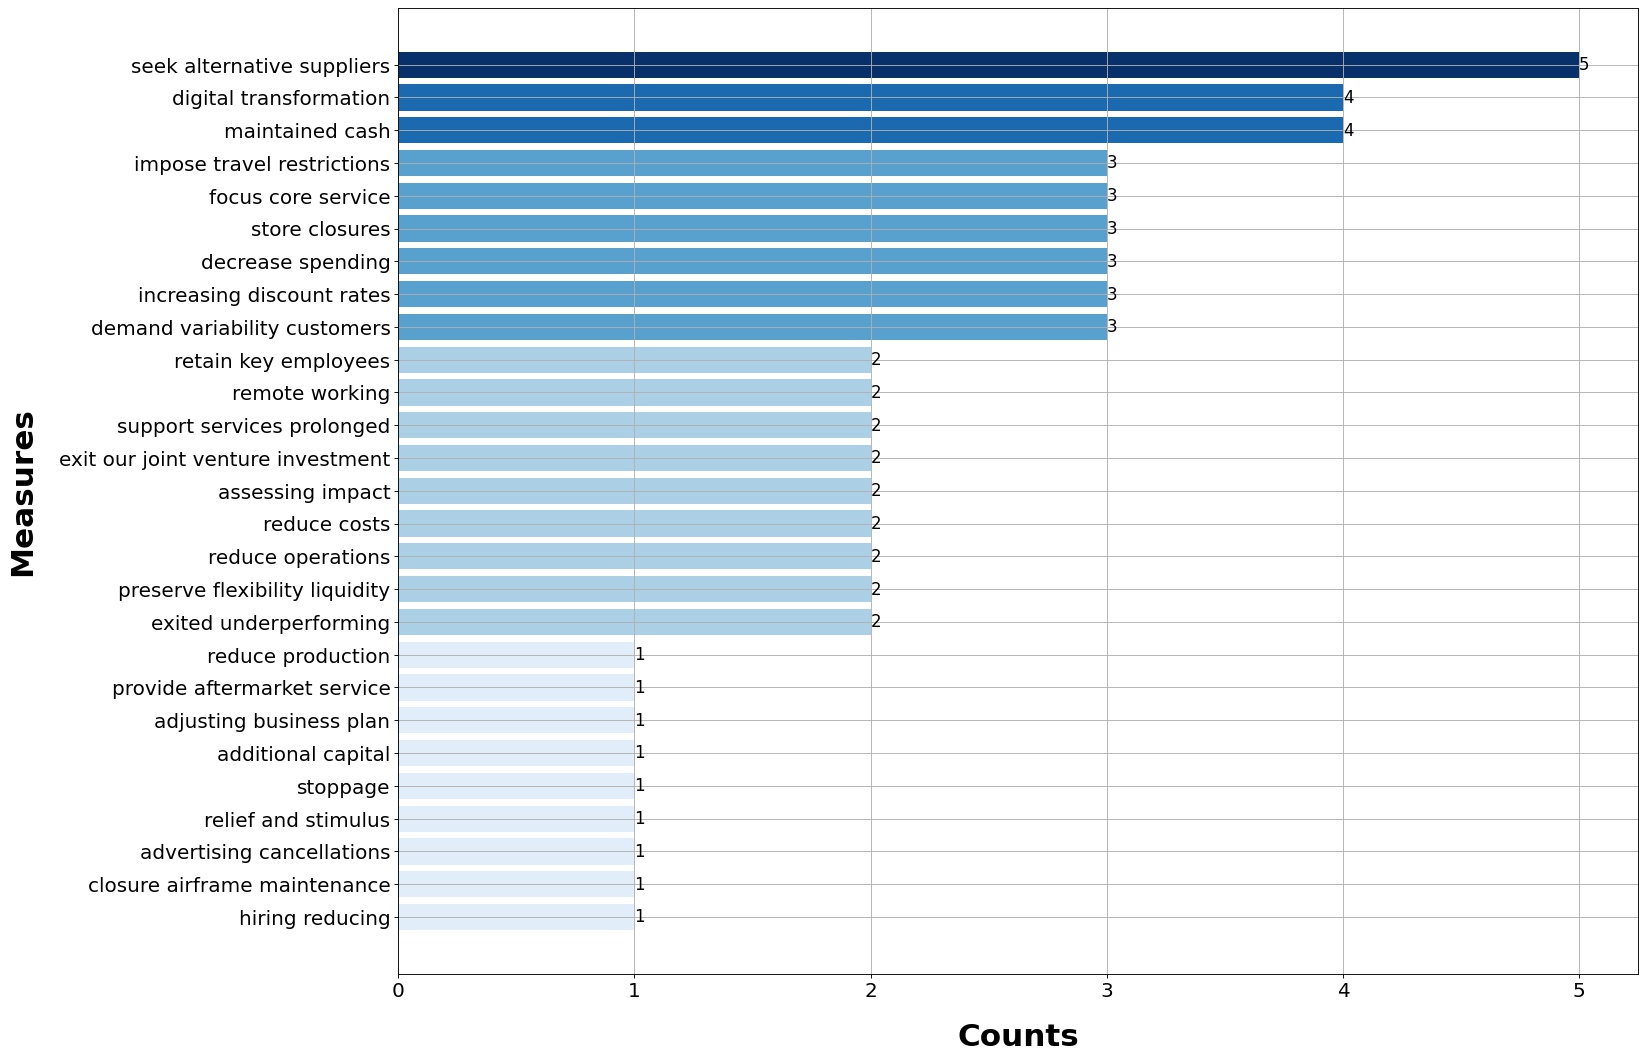 seek alternative suppliers 5
digital transformation 4
maintained cash 4
impose travel restrictions 3
focus core service 3
store closures 3
decrease spending 3
increasing discount rates 3
demand variability customers 3
retain key employees 2
remote working 2
support services prolonged 2
exit our joint venture investment 2
assessing impact 2
reduce costs 2
reduce operations 2
preserve flexibility liquidity 2
exited underperforming 2
reduce production 1
provide aftermarket service 1
adjusting business plan 1
additional capital 1
stoppage 1
relief and stimulus 1
advertising cancellations 1
closure airframe maintenance 1
hiring reducing 1
Measures
0 1 2 3 4 5
Counts